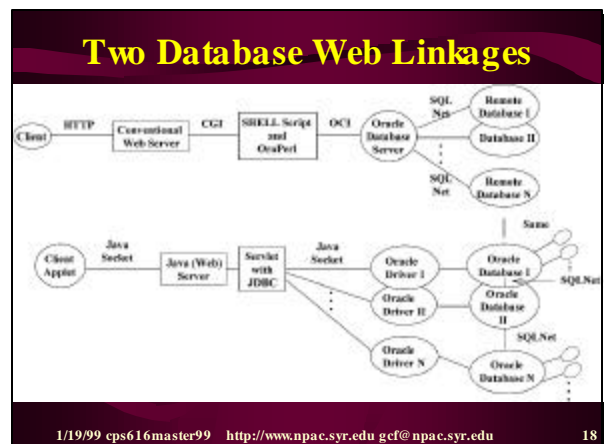 Two Database Web Linkages
Client
HTTP
Conventional
Web Server
CGI
SHELL Script
and
OraPerl
OCI
Oracle
Database
Server
SQL
Net
Remote
Database I
Database II
SQL
Net
Remote
Database N
Same
Client
Applet
Java
Socket
Java (Web)
Server
Servlet
with
JDBC
Java
Socket
Oracle
Driver I
Oracle
Database I
SQLNet
Oracle
Driver II
Oracle
Database
II
SQLNet
Oracle
Driver N
Oracle
Database N
1/19/99 cps616master99 http://www.npac.syr.edu gcf@npac.syr.edu 18